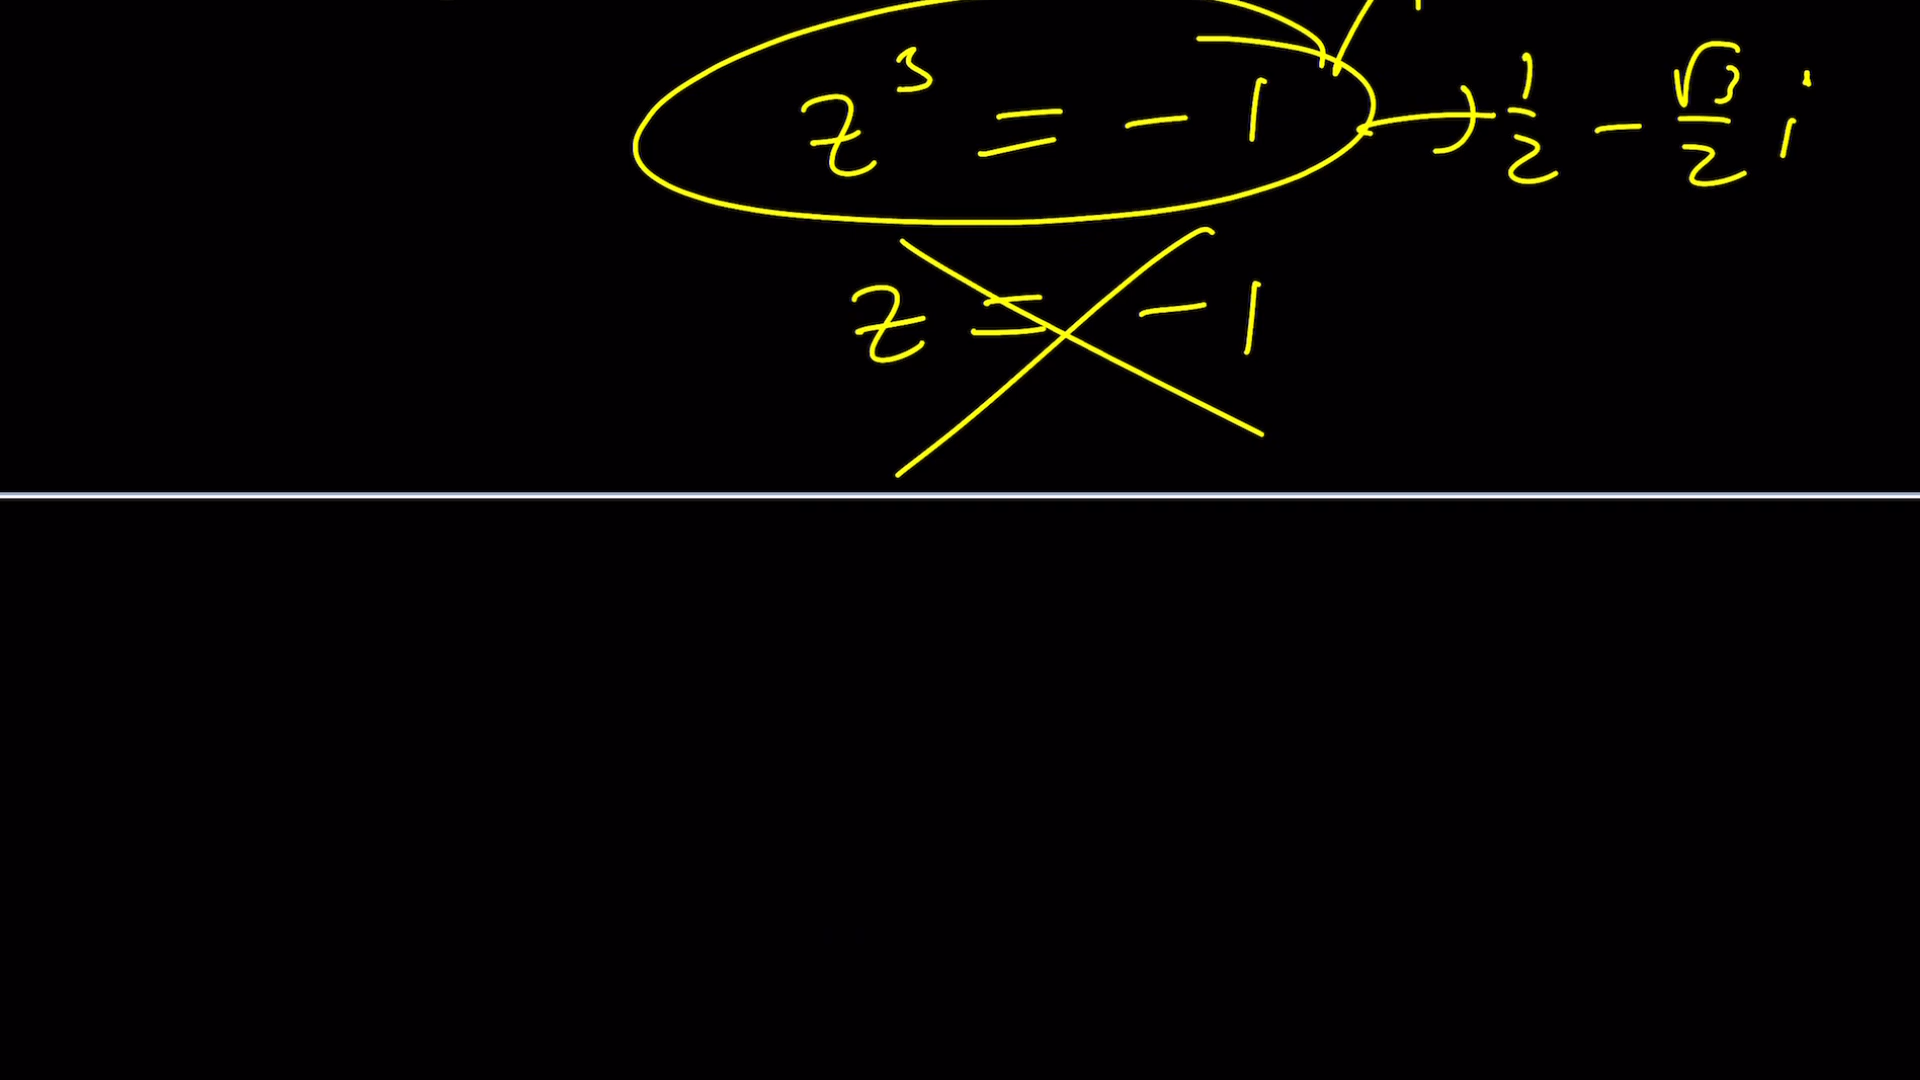 z³ = - 1 → 1/2 - √3/2 i
z = - 1